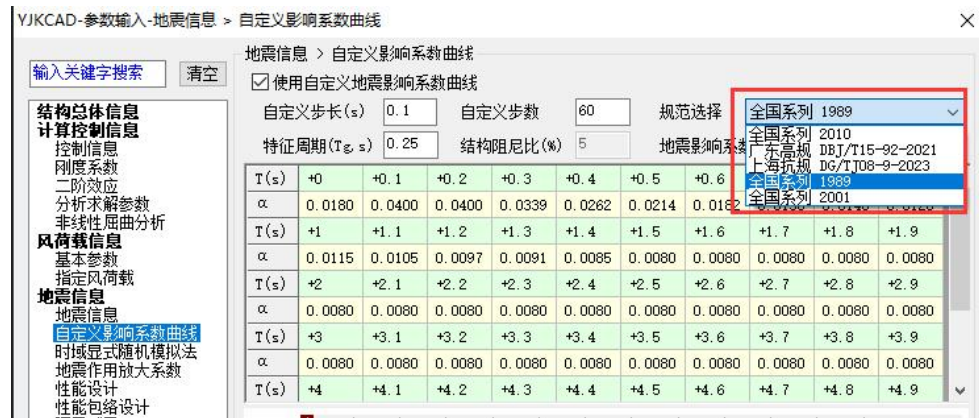 YJKCAD-参数输入-地震信息 > 自定义影响系数曲线
输入关键字搜索 清空
结构总体信息
计算控制信息
控制信息
刚度系数
二阶效应
分析求解参数
非线性屈曲分析
风荷载信息
基本参数
指定风荷载
地震信息
地震信息
自定义影响系数曲线
时域显式随机模拟法
地震作用放大系数
性能设计
性能包络设计
地震信息 > 自定义影响系数曲线
使用自定义地震影响系数曲线
自定义步长(s) 0.1 自定义步数 60 规范选择 全国系列 1989
特征周期(Tg,s) 0.25 结构阻尼比(%) 5 地震影响系数
全国系列 2010
广东高规 DBJ/T15-92-2021
上海抗规 DG/TJ08-9-2023
全国系列 1989
全国系列 2001
T(s) +0 +0.1 +0.2 +0.3 +0.4 +0.5 +0.6
α 0.0180 0.0400 0.0400 0.0339 0.0262 0.0214 0.0182
T(s) +1 +1.1 +1.2 +1.3 +1.4 +1.5 +1.6 +1.7 +1.8 +1.9
α 0.0115 0.0105 0.0097 0.0091 0.0085 0.0080 0.0080 0.0080 0.0080 0.0080
T(s) +2 +2.1 +2.2 +2.3 +2.4 +2.5 +2.6 +2.7 +2.8 +2.9
α 0.0080 0.0080 0.0080 0.0080 0.0080 0.0080 0.0080 0.0080 0.0080 0.0080
T(s) +3 +3.1 +3.2 +3.3 +3.4 +3.5 +3.6 +3.7 +3.8 +3.9
α 0.0080 0.0080 0.0080 0.0080 0.0080 0.0080 0.0080 0.0080 0.0080 0.0080
T(s) +4 +4.1 +4.2 +4.3 +4.4 +4.5 +4.6 +4.7 +4.8 +4.9